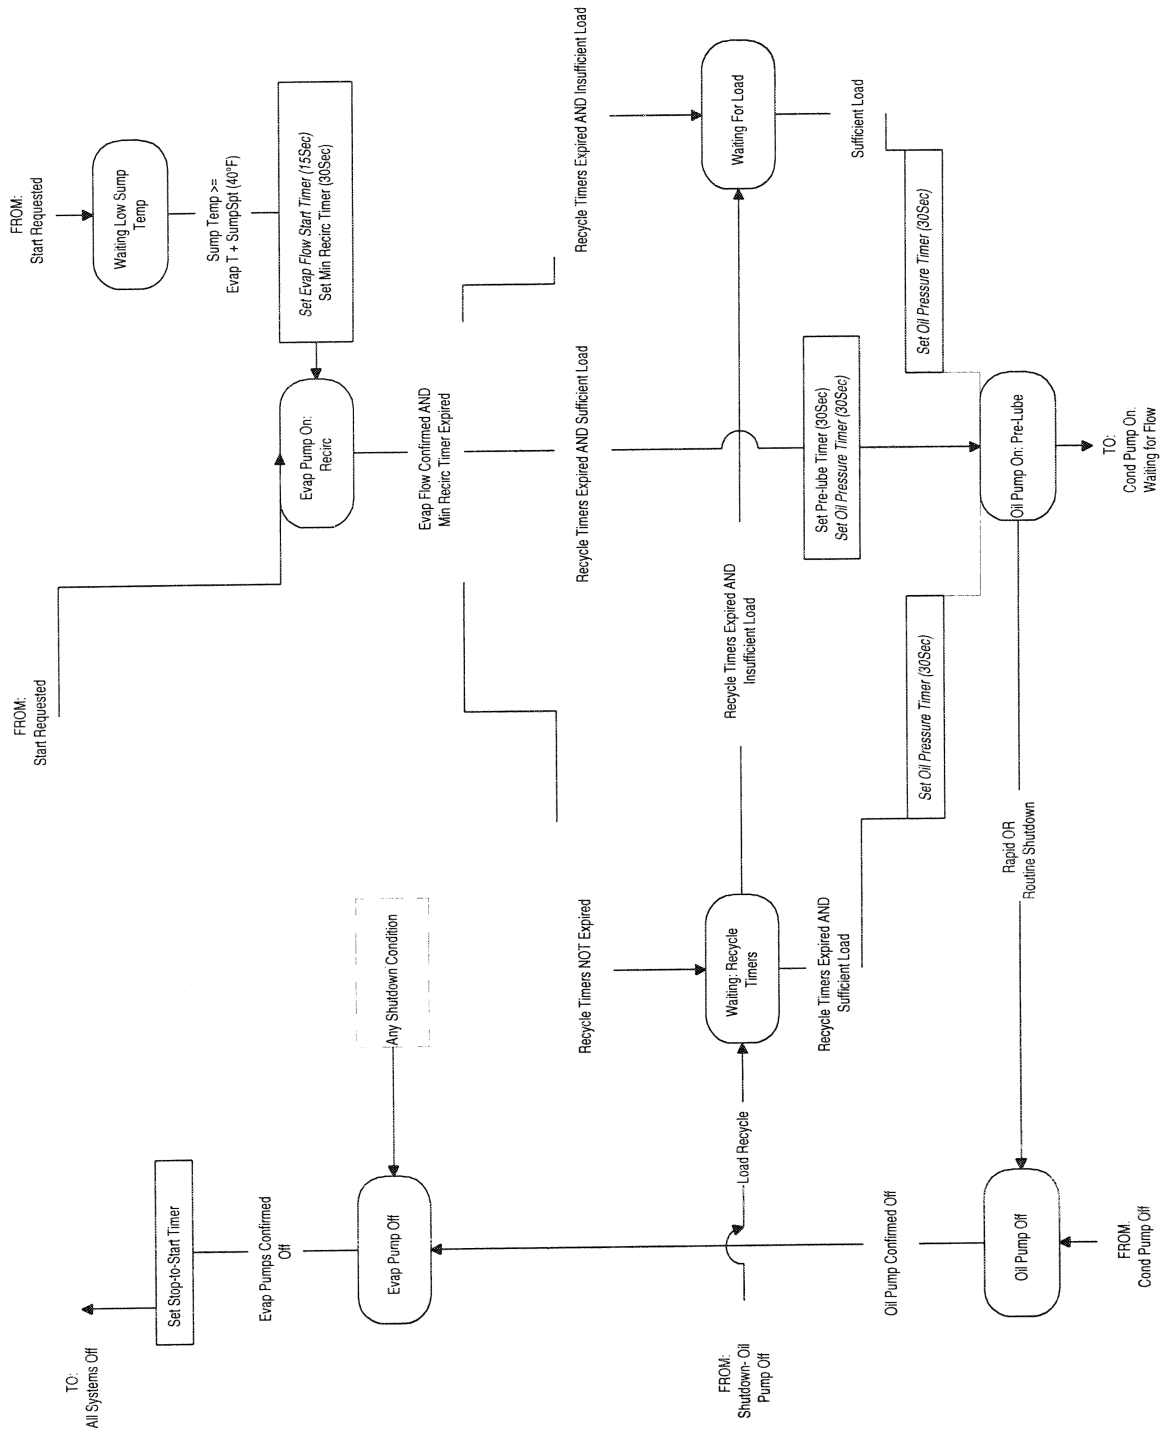 FROM:
Start Requested
Waiting Low Sump
Temp
Sump Temp >=
Evap T + SumpSpt (40°F)
Set Evap Flow Start Timer (15Sec)
Set Min Recirc Timer (30Sec)
FROM:
Start Requested
Evap Pump On:
Recirc
Evap Flow Confirmed AND
Min Recirc Timer Expired
Recycle Timers Expired AND Insufficient Load
Recycle Timers Expired AND Sufficient Load
Recycle Timers NOT Expired
Waiting For Load
Sufficient Load
Set Oil Pressure Timer (30Sec)
Set Pre-lube Timer (30Sec)
Set Oil Pressure Timer (30Sec)
Recycle Timers Expired AND
Insufficient Load
Waiting: Recycle
Timers
Recycle Timers Expired AND
Sufficient Load
Set Oil Pressure Timer (30Sec)
Oil Pump On: Pre-Lube
TO:
Cond Pump On.
Waiting for Flow
Rapid OR
Routine Shutdown
Any Shutdown Condition
TO:
All Systems Off
Set Stop-to-Start Timer
Evap Pumps Confirmed
Off
Evap Pump Off
Load Recycle
FROM:
Shutdown- Oil
Pump Off
Oil Pump Confirmed Off
Oil Pump Off
FROM:
Cond Pump Off